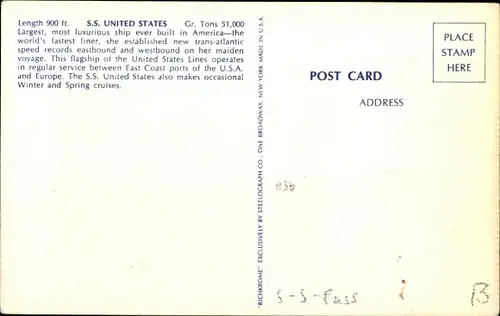 Length 900 ft. S.S. UNITED STATES Gr. Tons 51,000
Largest, most luxurious ship ever built in America—the
world's fastest liner, she established new trans-atlantic
speed records eastbound and westbound on her maiden
voyage. This flagship of the United States Lines operates
in regular service between East Coast ports of the U.S.A.
and Europe. The S.S. United States also makes occasional
Winter and Spring cruises.
"RICHKROME" EXCLUSIVELY BY STEELOGRAPH CO., ONE BROADWAY, NEW YORK MADE IN U.S.A.
POST CARD
ADDRESS
PLACE
STAMP
HERE
S-S-Pass
B